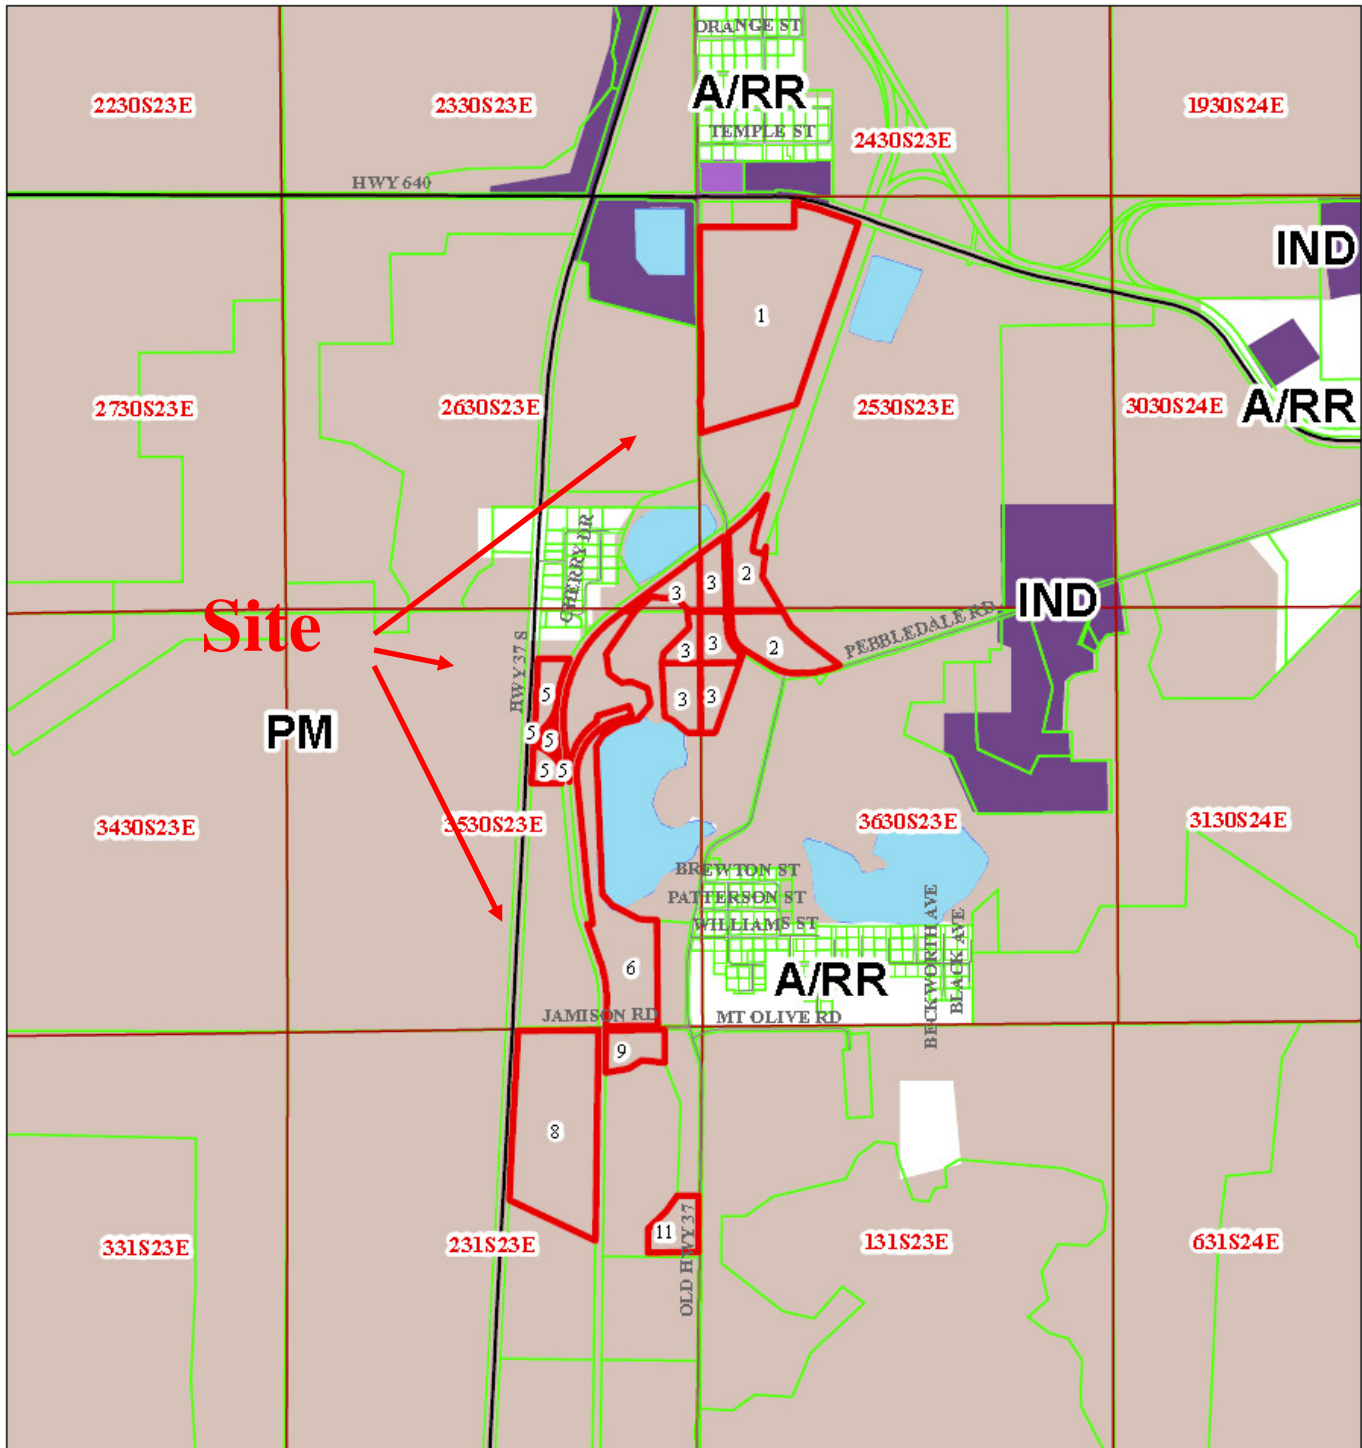 ORANGE ST
A/RR
2230S23E
2330S23E
1930S24E
TEMPLE ST
2430S23E
HWY 640
IND
1
2730S23E
2630S23E
2530S23E
3030S24E
A/RR
CHERRY DR
3
3
2
Site
IND
PEBBLEDALE RD
3
3
2
HWY 37 S
5
3
3
PM
5
5
5
5
3430S23E
3530S23E
3630S23E
3130S24E
BREWTON ST
PATTERSON ST
WILLIAMS ST
BECKWORTH AVE
BLACK AVE
6
A/RR
JAMISON RD
MT OLIVE RD
9
8
11
OLD HWY 37
331S23E
231S23E
131S23E
631S24E